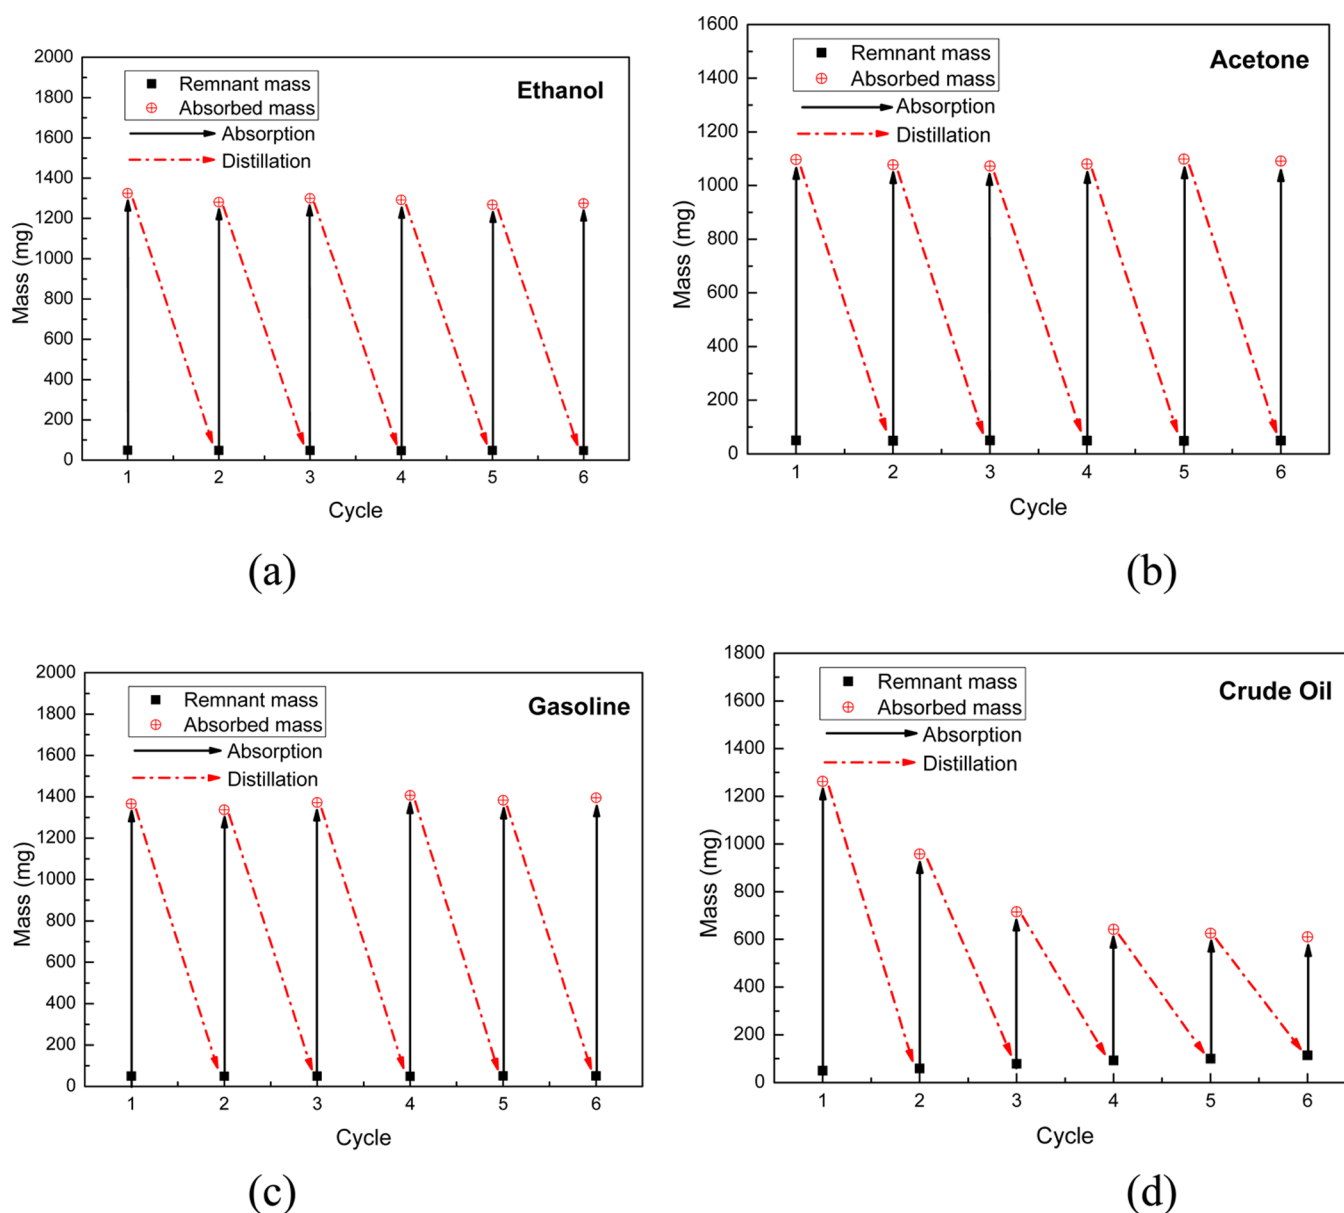 Ethanol
Remnant mass
Absorbed mass
Absorption
Distillation
2000
1800
1600
1400
1200
1000
800
600
400
200
0
Mass (mg)
1 2 3 4 5 6
Cycle
(a)
Acetone
Remnant mass
Absorbed mass
Absorption
Distillation
1600
1400
1200
1000
800
600
400
200
0
Mass (mg)
1 2 3 4 5 6
Cycle
(b)
Gasoline
Remnant mass
Absorbed mass
Absorption
Distillation
2000
1800
1600
1400
1200
1000
800
600
400
200
0
Mass (mg)
1 2 3 4 5 6
Cycle
(c)
Crude Oil
Remnant mass
Absorbed mass
Absorption
Distillation
1800
1600
1400
1200
1000
800
600
400
200
0
Mass (mg)
1 2 3 4 5 6
Cycle
(d)